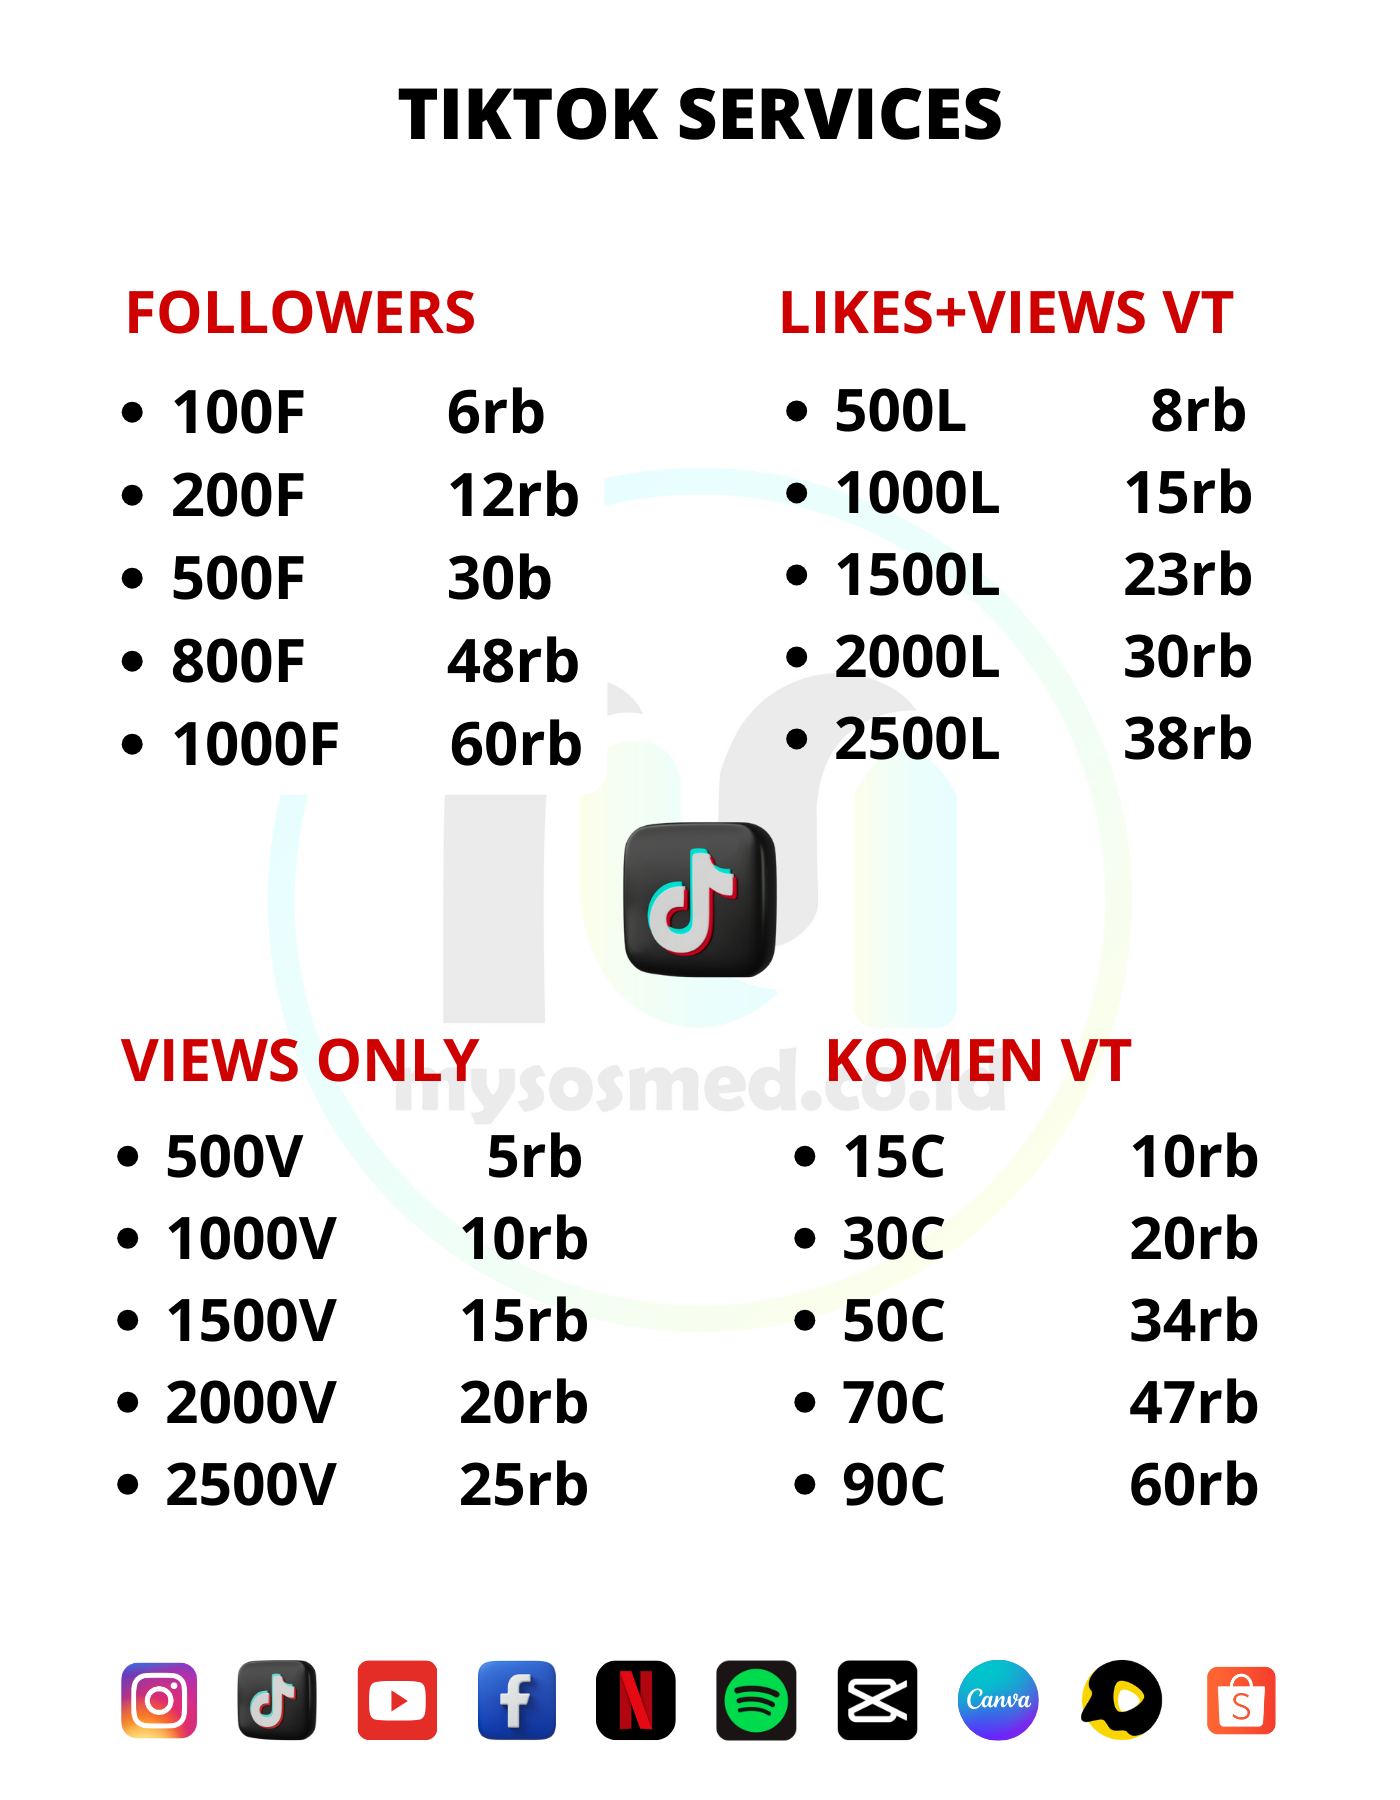 TIKTOK SERVICES
FOLLOWERS
100F 6rb
200F 12rb
500F 30b
800F 48rb
1000F 60rb
LIKES+VIEWS VT
500L 8rb
1000L 15rb
1500L 23rb
2000L 30rb
2500L 38rb
mysosmed.co.id
VIEWS ONLY
500V 5rb
1000V 10rb
1500V 15rb
2000V 20rb
2500V 25rb
KOMEN VT
15C 10rb
30C 20rb
50C 34rb
70C 47rb
90C 60rb
Canva